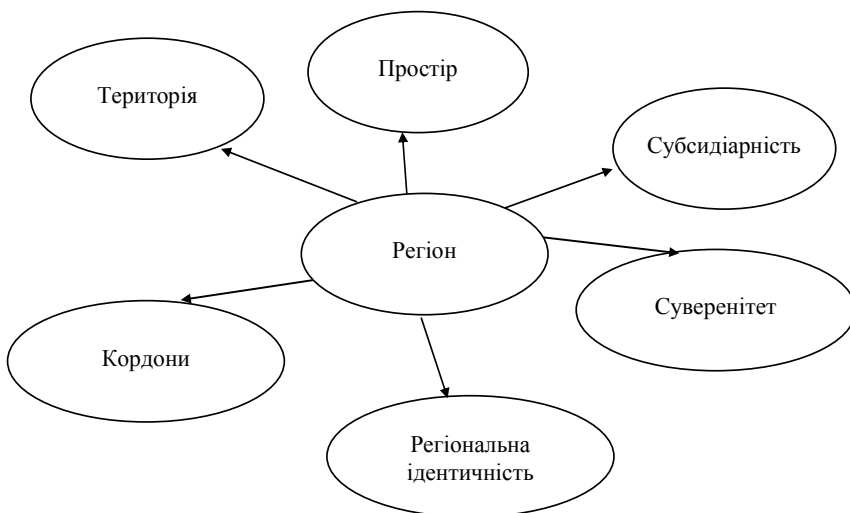 Простір
Територія
Субсидіарність
Регіон
Суверенітет
Кордони
Регіональна
ідентичність